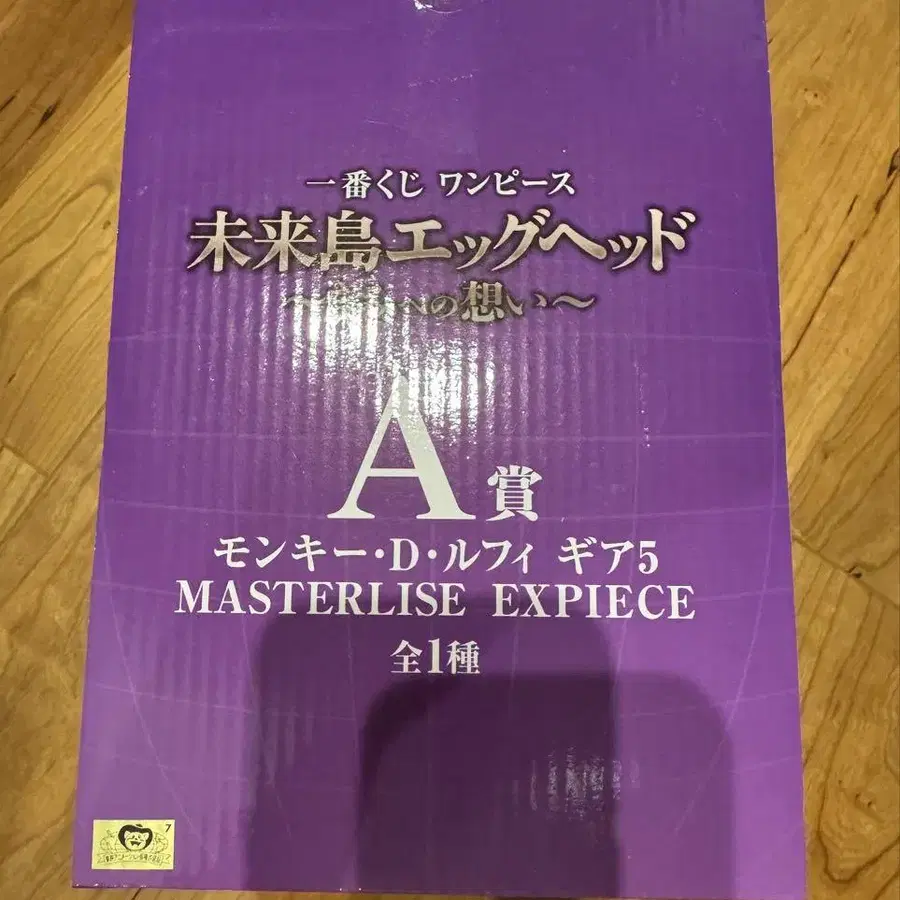 一番くじ ワンピース
未来島エッグヘッド
の想い～
A賞
モンキー・D・ルフィ ギア5
MASTERLISE EXPIECE
全1種
7